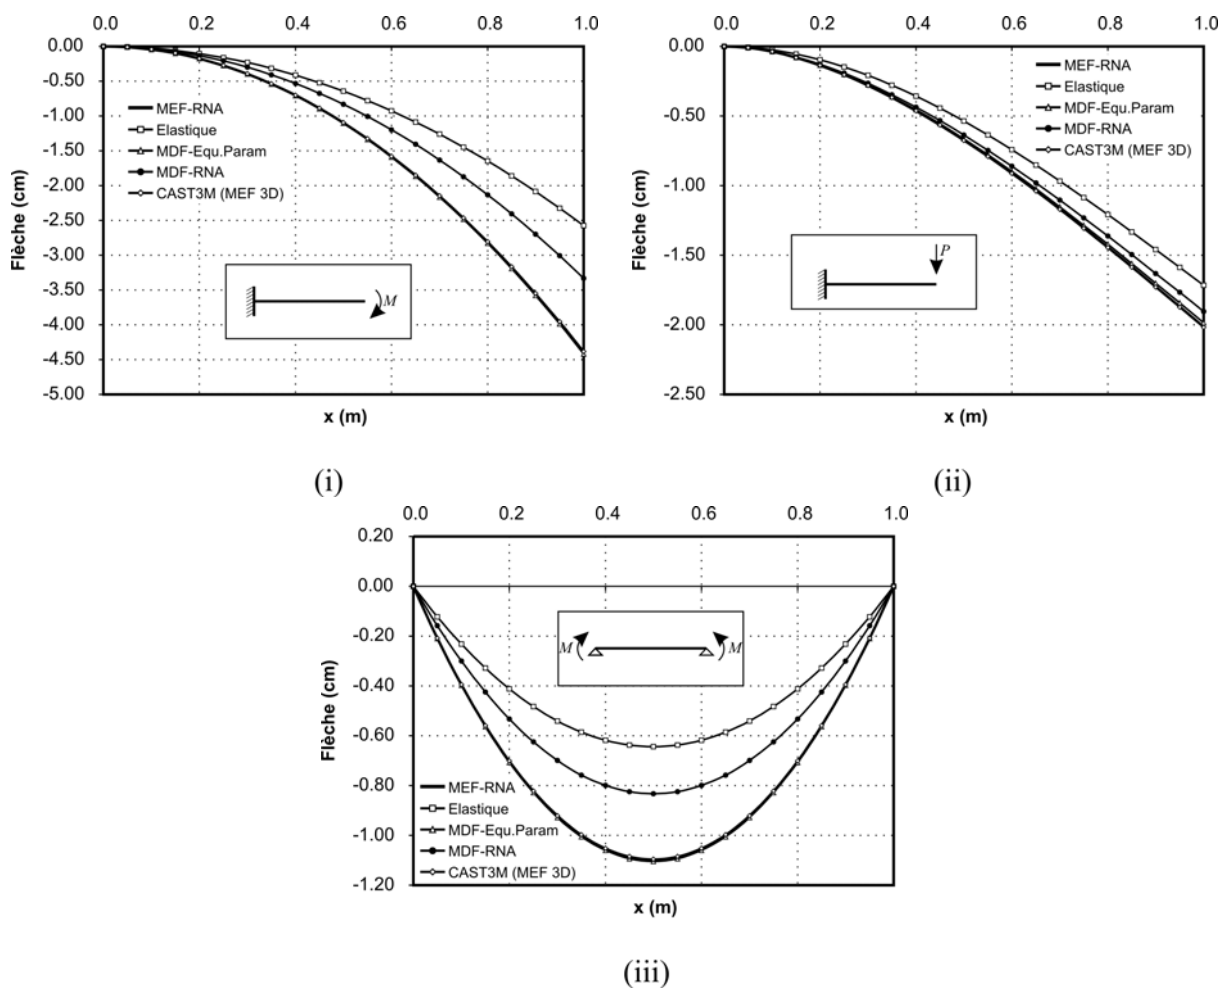 0.0 0.2 0.4 0.6 0.8 1.0
0.00
-0.50
-1.00
-1.50
-2.00
-2.50
-3.00
-3.50
-4.00
-4.50
-5.00
Flèche (cm)
MEF-RNA
Elastique
MDF-Equ.Param
MDF-RNA
CAST3M (MEF 3D)
M
x (m)
(i)
0.0 0.2 0.4 0.6 0.8 1.0
0.00
-0.50
-1.00
-1.50
-2.00
-2.50
Flèche (cm)
MEF-RNA
Elastique
MDF-Equ.Param
MDF-RNA
CAST3M (MEF 3D)
P
x (m)
(ii)
0.0 0.2 0.4 0.6 0.8 1.0
0.20
0.00
-0.20
-0.40
-0.60
-0.80
-1.00
-1.20
Flèche (cm)
M M
MEF-RNA
Elastique
MDF-Equ.Param
MDF-RNA
CAST3M (MEF 3D)
x (m)
(iii)